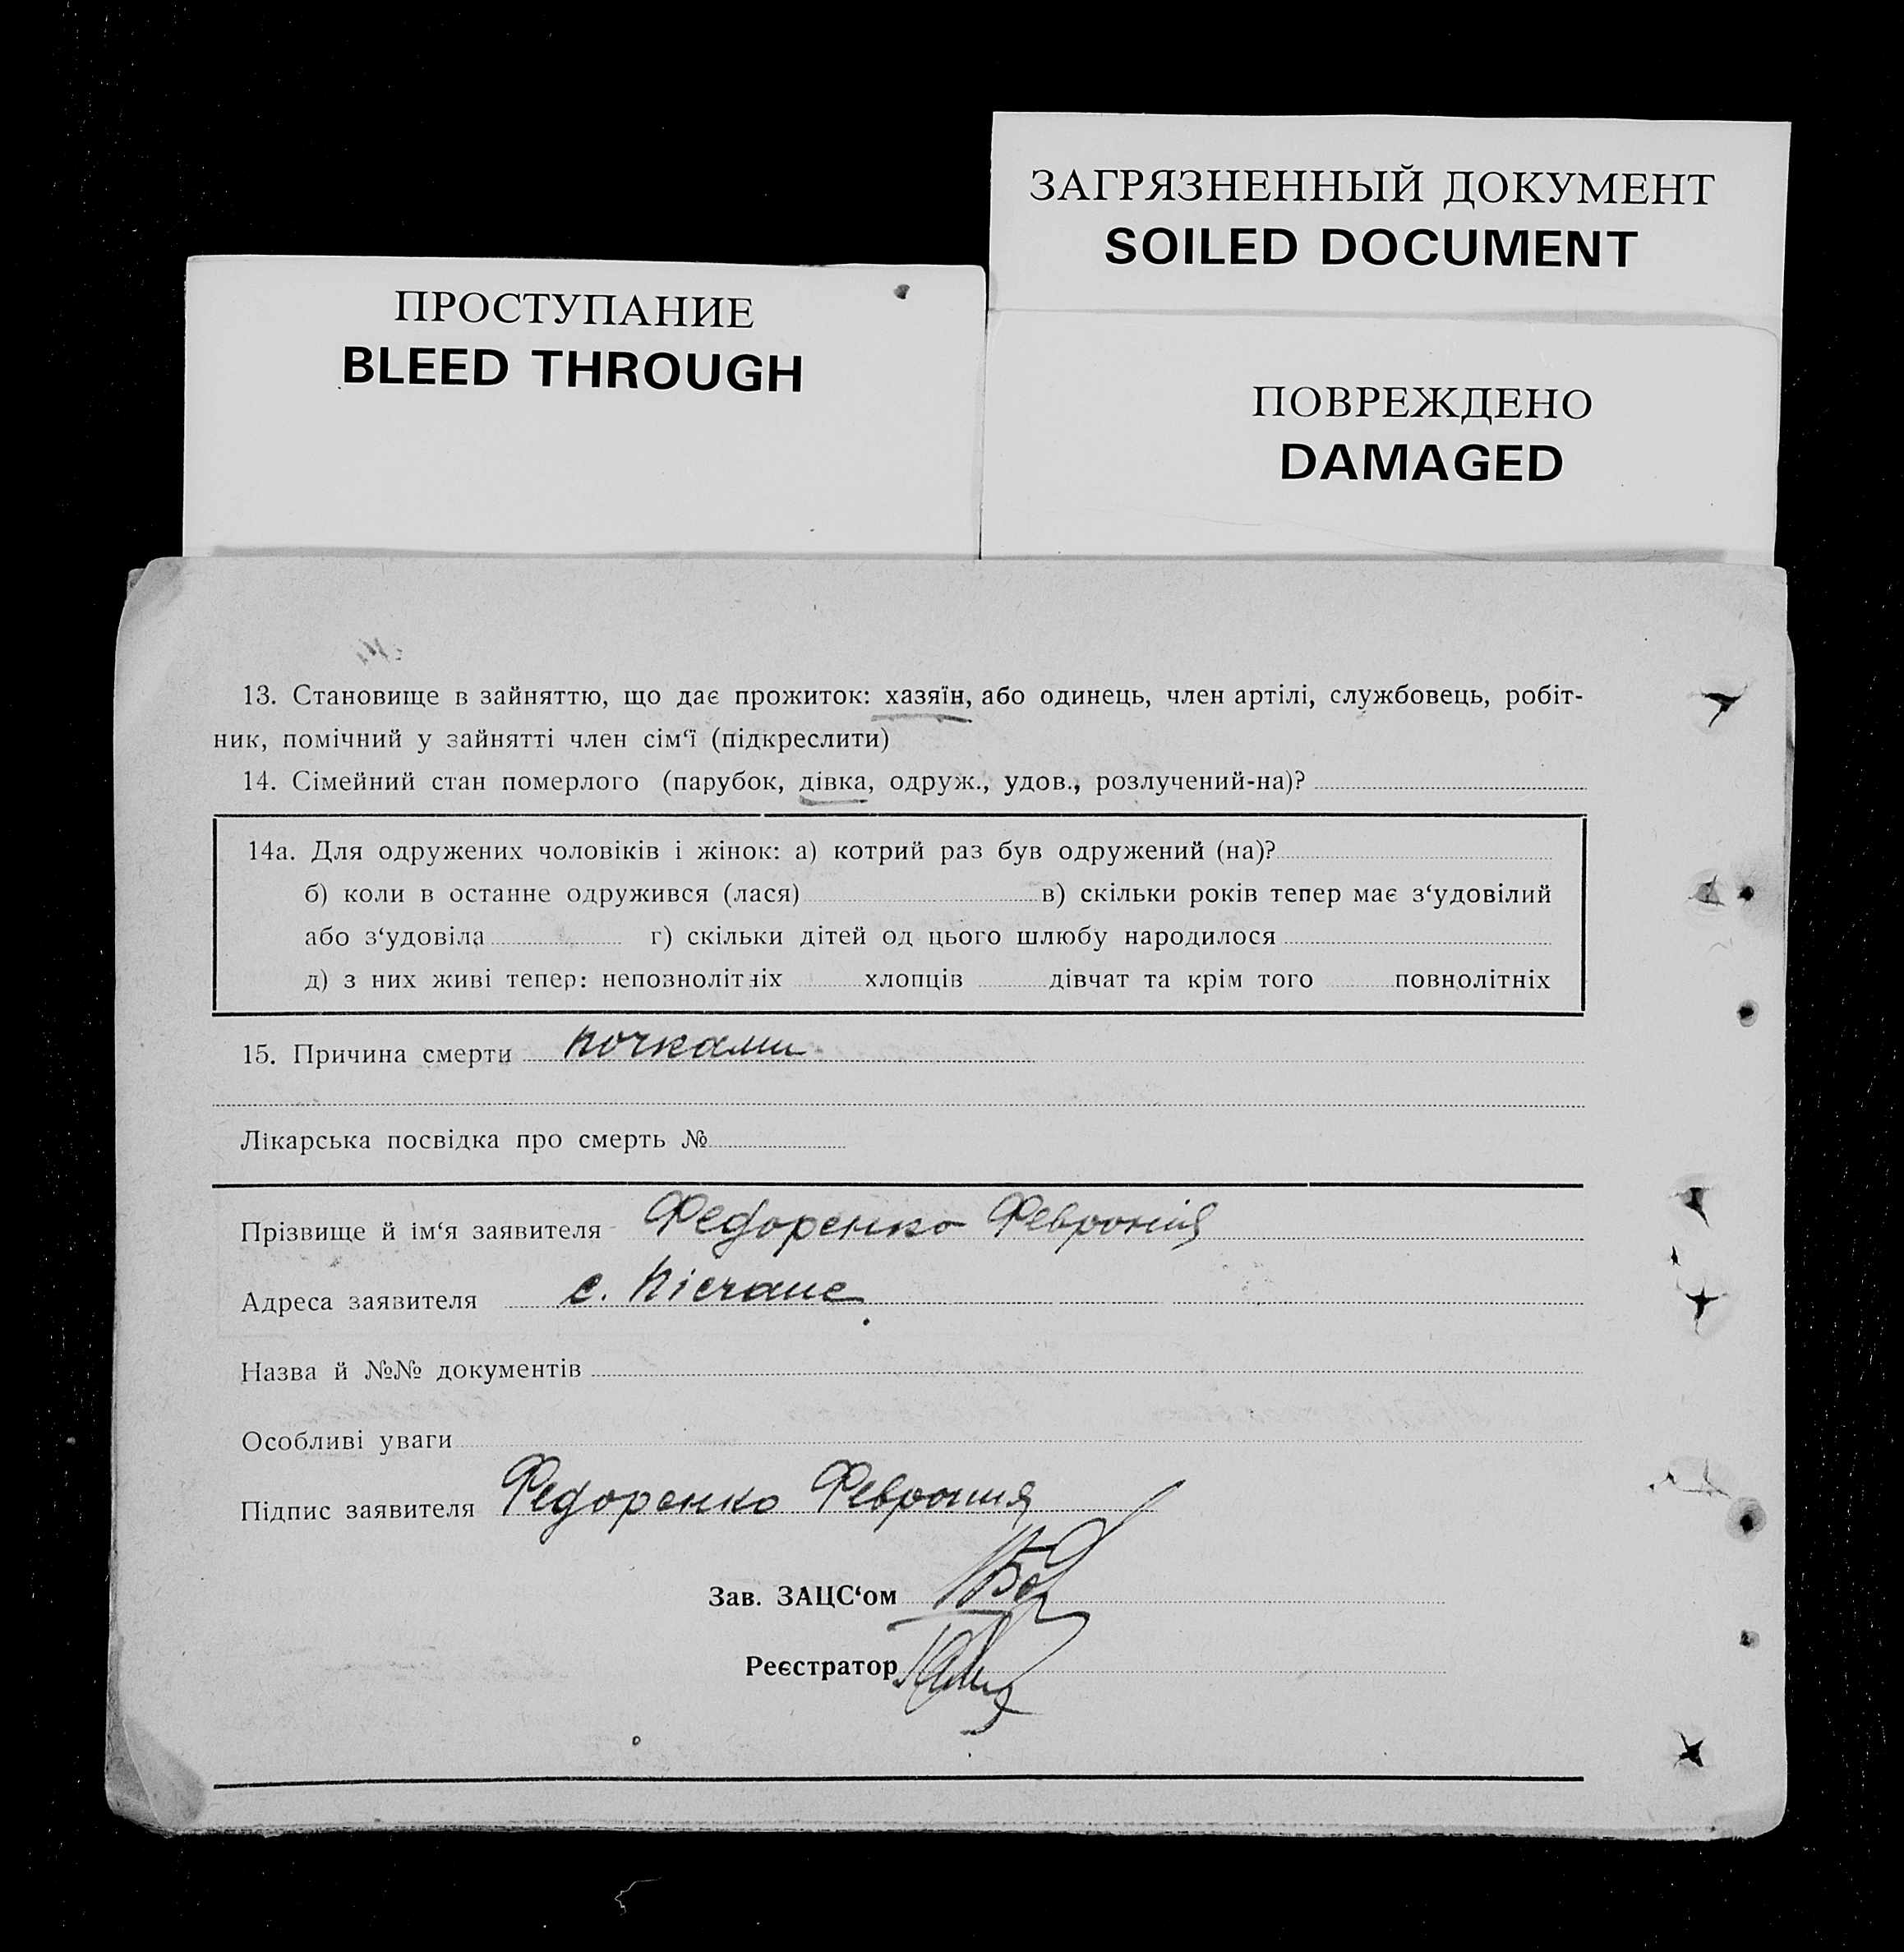 ЗАГРЯЗНЕННЫЙ ДОКУМЕНТ
SOILED DOCUMENT
ПРОСТУПАНИЕ
BLEED THROUGH
ПОВРЕЖДЕНО
DAMAGED
13. Становище в зайняттю, що дає прожиток: хазяїн, або одинець, член артілі, службовець, робіт-
ник, помічний у зайнятті член сім‘ї (підкреслити)
14. Сімейний стан померлого (парубок, дівка, одруж., удов., розлучений-на)?
14а. Для одружених чоловіків і жінок: а) котрий раз був одружений (на)?
б) коли в останнє одружився (лася) в) скільки років тепер має з‘удовілий
або з‘удовіла г) скільки дітей од цього шлюбу народилося
д) з них живі тепер: неповнолітніх хлопців дівчат та крім того повнолітніх
15. Причина смерти почками
Лікарська посвідка про смерть №
Прізвище й ім‘я заявителя Федоренко Февронія
Адреса заявителя с. Пісчане
Назва й №№ документів
Особливі уваги
Підпис заявителя Федоренко Феврония
Зав. ЗАЦС‘ом
Реєстратор